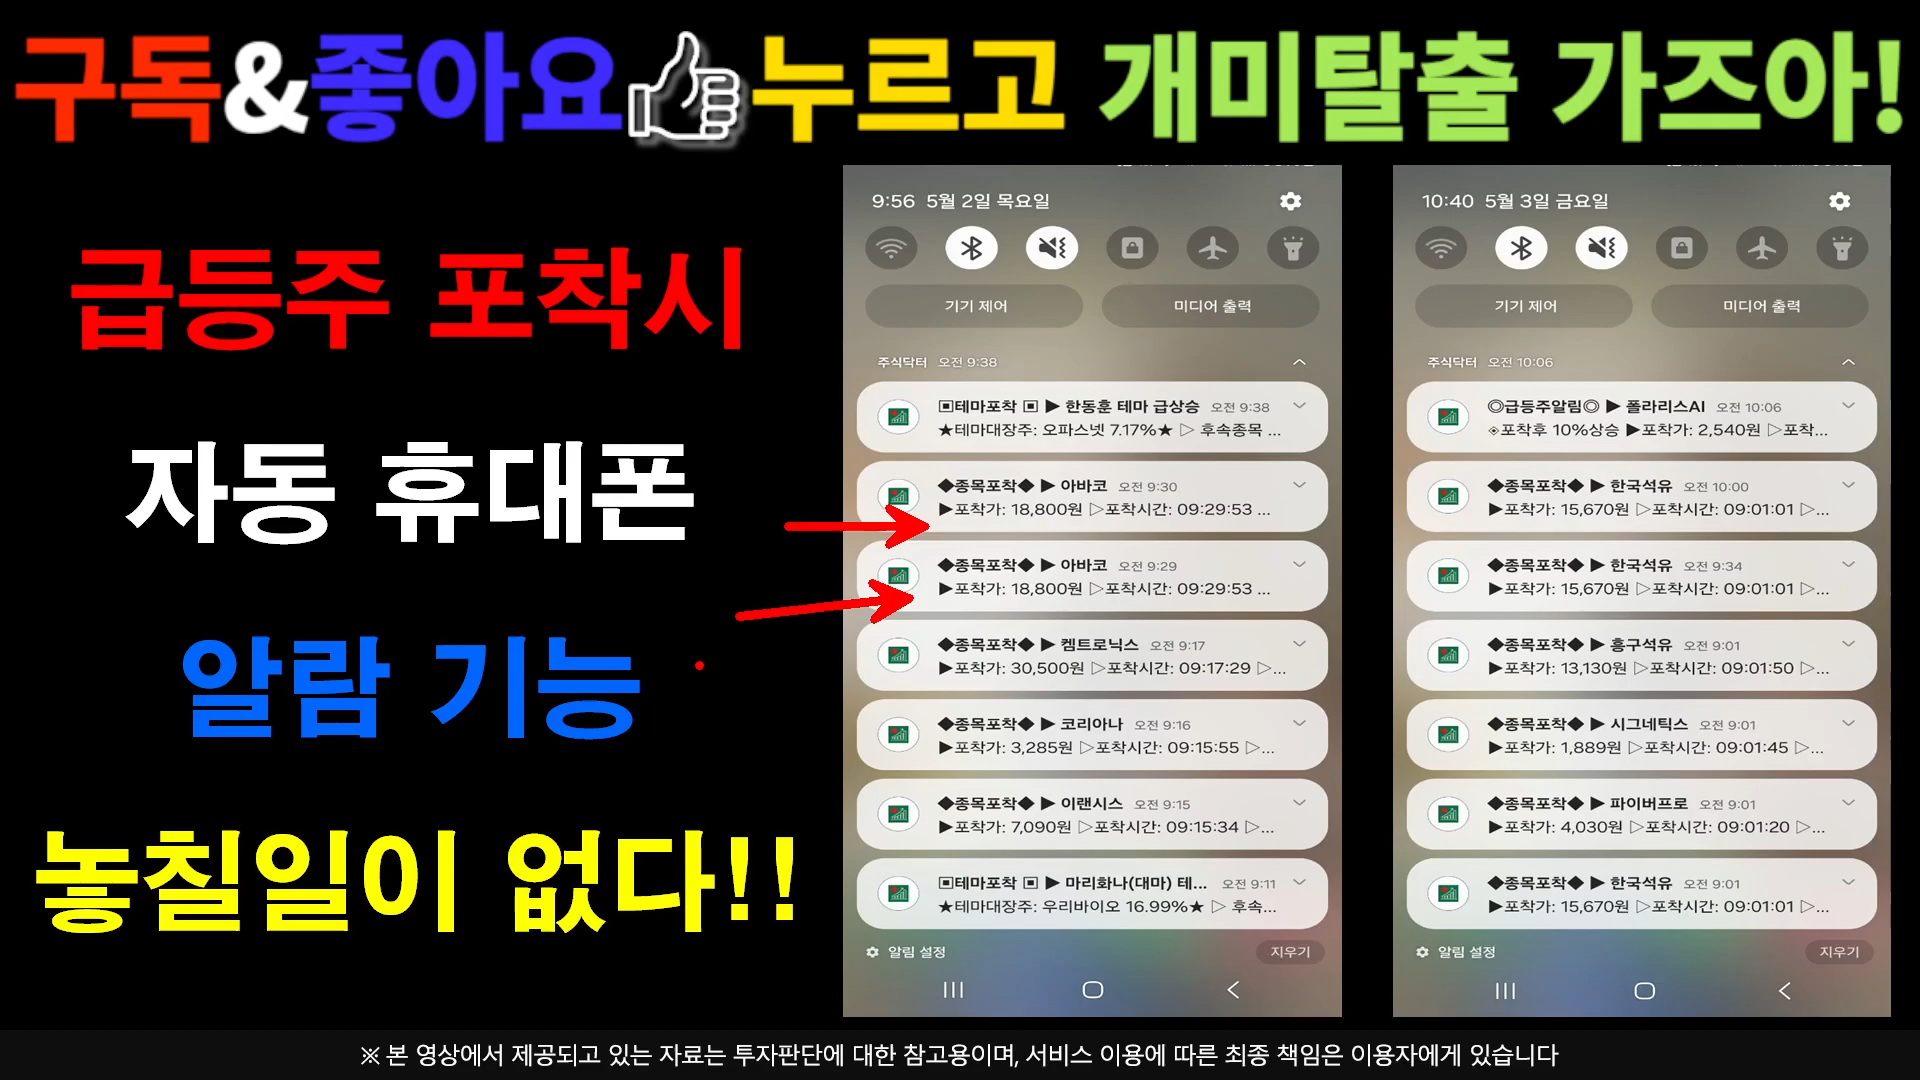 구독&좋아요 누르고 개미탈출 가즈아!
급등주 포착시
자동 휴대폰
알람 기능
놓칠일이 없다!!
9:56 5월 2일 목요일
기기 제어 미디어 출력
주식닥터 오전 9:38
▣테마포착 ▣ ▶ 한동훈 테마 급상승 오전 9:38
★테마대장주: 오파스넷 7.17%★ ▷ 후속종목 ...
◆종목포착◆ ▶ 아바코 오전 9:30
▶포착가: 18,800원 ▷포착시간: 09:29:53 ...
◆종목포착◆ ▶ 아바코 오전 9:29
▶포착가: 18,800원 ▷포착시간: 09:29:53 ...
◆종목포착◆ ▶ 켐트로닉스 오전 9:17
▶포착가: 30,500원 ▷포착시간: 09:17:29 ▷...
◆종목포착◆ ▶ 코리아나 오전 9:16
▶포착가: 3,285원 ▷포착시간: 09:15:55 ▷...
◆종목포착◆ ▶ 이랜시스 오전 9:15
▶포착가: 7,090원 ▷포착시간: 09:15:34 ▷...
▣테마포착 ▣ ▶ 마리화나(대마) 테... 오전 9:11
★테마대장주: 우리바이오 16.99%★ ▷ 후속...
알림 설정 지우기
10:40 5월 3일 금요일
기기 제어 미디어 출력
주식닥터 오전 10:06
◎급등주알림◎ ▶ 폴라리스AI 오전 10:06
◈포착후 10%상승 ▶포착가: 2,540원 ▷포착...
◆종목포착◆ ▶ 한국석유 오전 10:00
▶포착가: 15,670원 ▷포착시간: 09:01:01 ▷...
◆종목포착◆ ▶ 한국석유 오전 9:34
▶포착가: 15,670원 ▷포착시간: 09:01:01 ▷...
◆종목포착◆ ▶ 흥구석유 오전 9:01
▶포착가: 13,130원 ▷포착시간: 09:01:50 ▷...
◆종목포착◆ ▶ 시그네틱스 오전 9:01
▶포착가: 1,889원 ▷포착시간: 09:01:45 ▷...
◆종목포착◆ ▶ 파이버프로 오전 9:01
▶포착가: 4,030원 ▷포착시간: 09:01:20 ▷...
◆종목포착◆ ▶ 한국석유 오전 9:01
▶포착가: 15,670원 ▷포착시간: 09:01:01 ▷...
알림 설정 지우기
※ 본 영상에서 제공되고 있는 자료는 투자판단에 대한 참고용이며, 서비스 이용에 따른 최종 책임은 이용자에게 있습니다